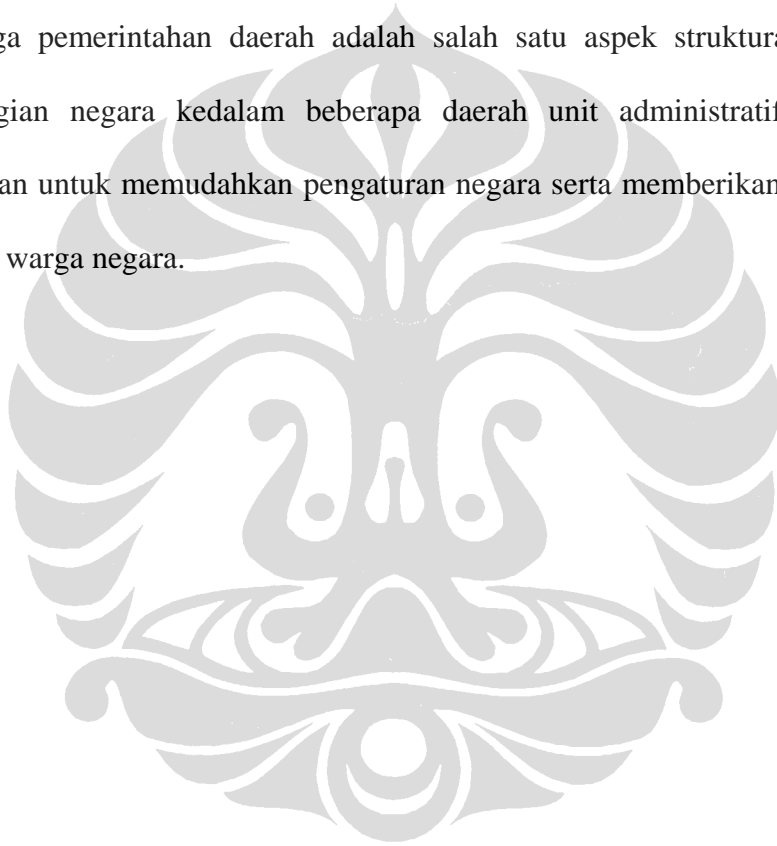 ga pemerintahan daerah adalah salah satu aspek struktura
gian negara kedalam beberapa daerah unit administratif
an untuk memudahkan pengaturan negara serta memberikan
warga negara.